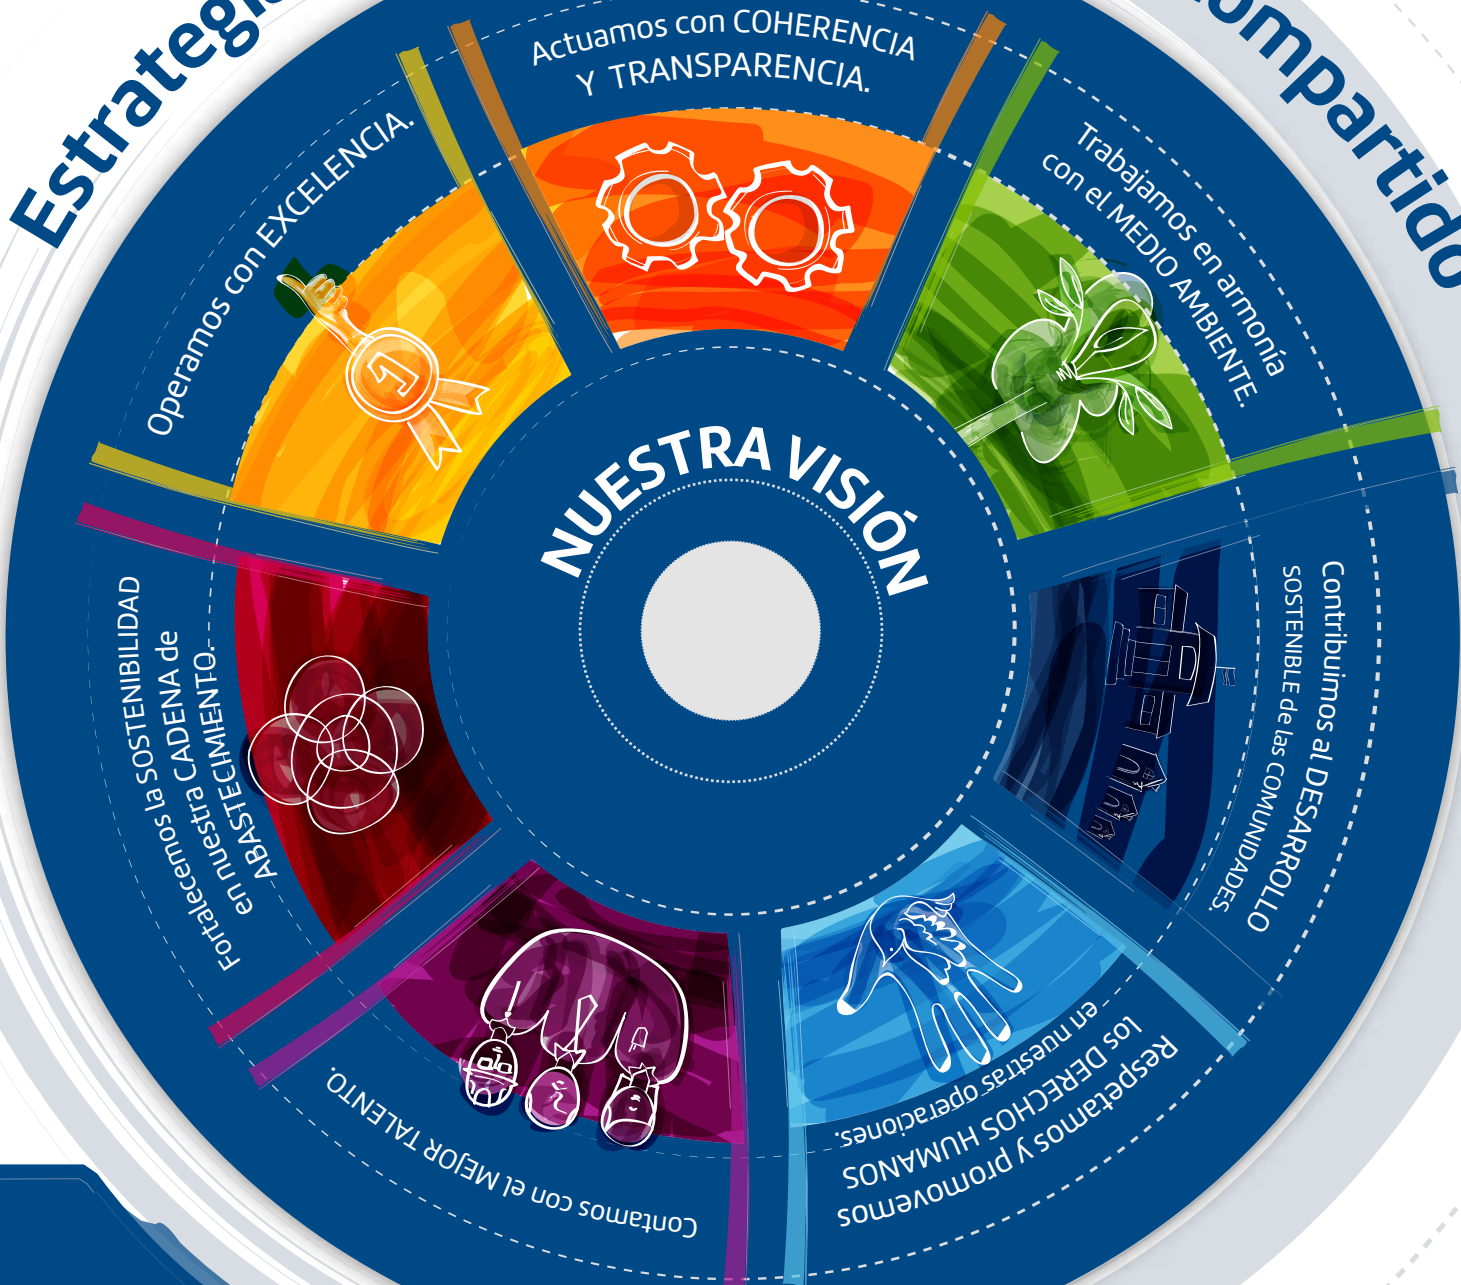 Estrategi
ompartido
Actuamos con COHERENCIA
Y TRANSPARENCIA.
Trabajamos en armonía
con el MEDIO AMBIENTE.
Contribuimos al DESARROLLO
SOSTENIBLE de las COMUNIDADES.
Respetamos y promovemos
los DERECHOS HUMANOS
en nuestras operaciones.
Contamos con el MEJOR TALENTO.
Fortalecemos la SOSTENIBILIDAD
en nuestra CADENA de
ABASTECIMIENTO.
Operamos con EXCELENCIA.
1
NUESTRA VISIÓN